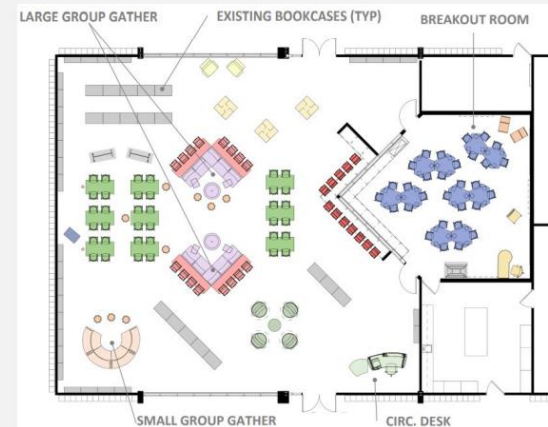 LARGE GROUP GATHER
EXISTING BOOKCASES (TYP)
BREAKOUT ROOM
SMALL GROUP GATHER
CIRC. DESK